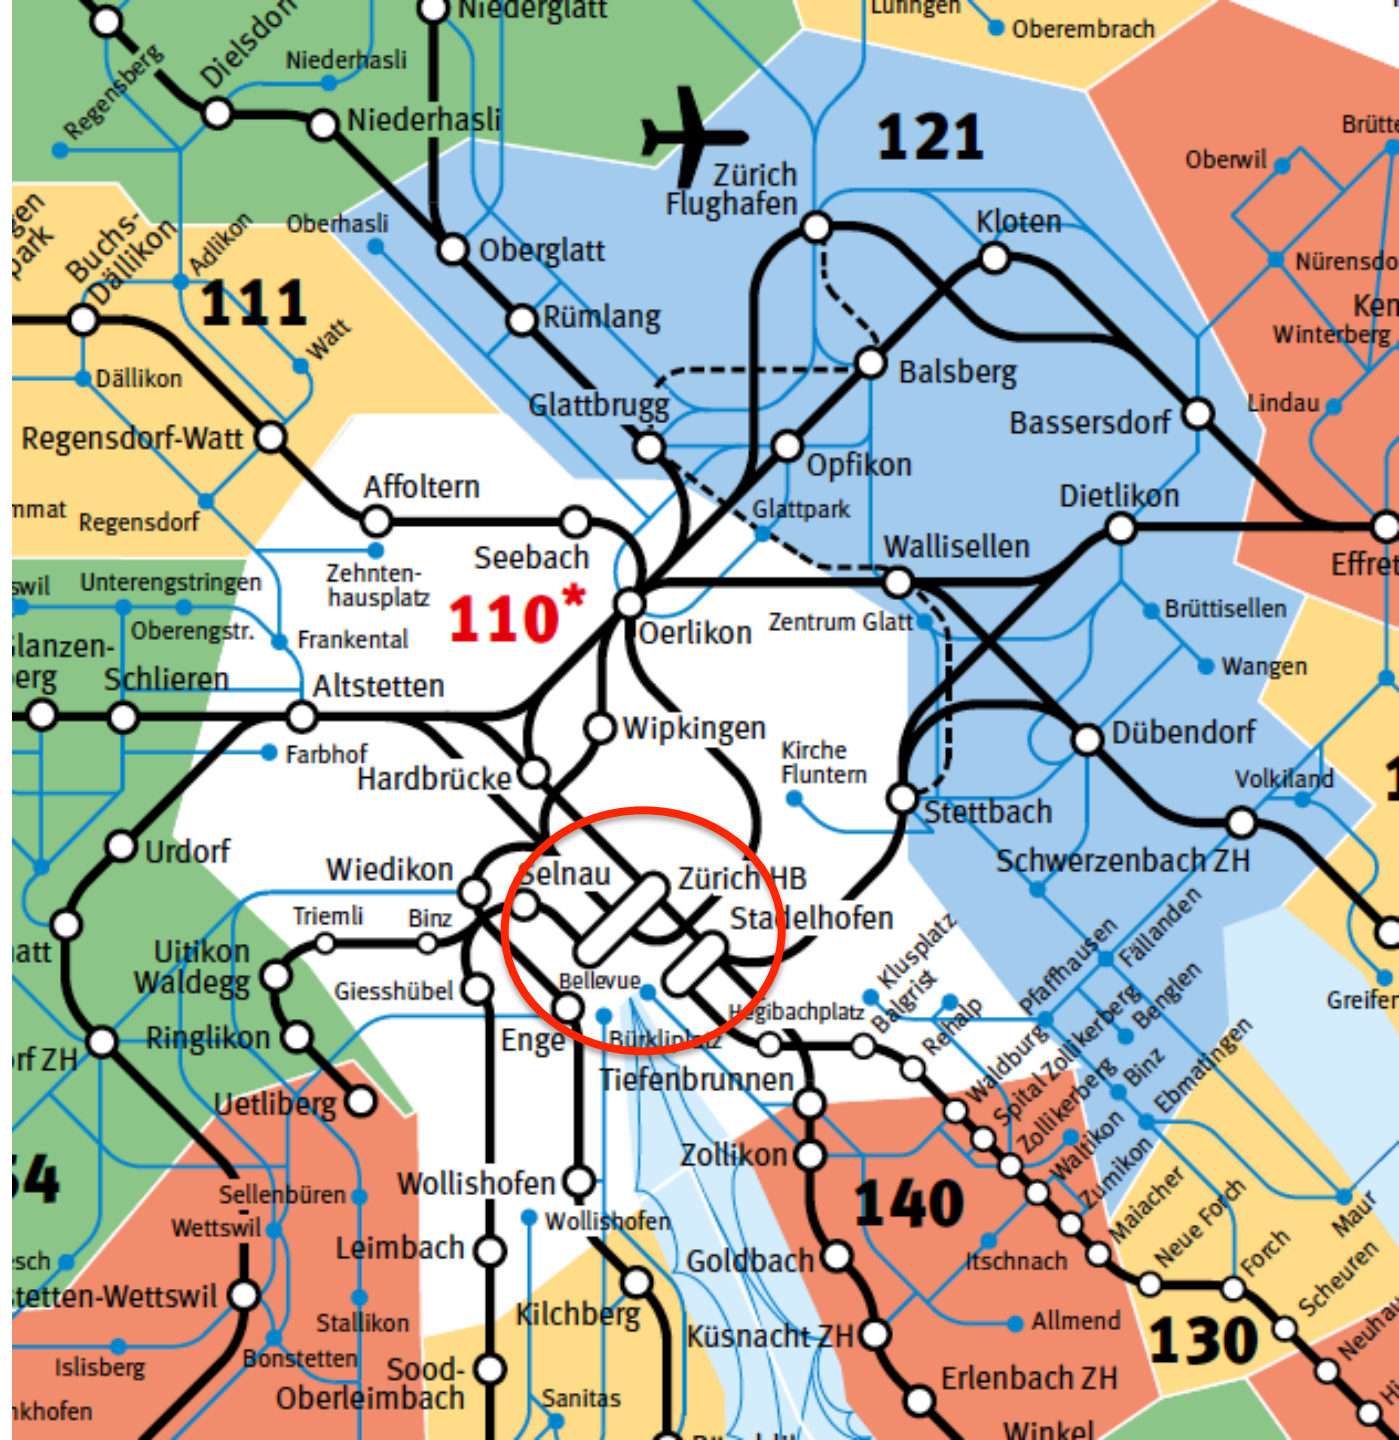 Niederglatt
Lufingen
Oberembrach
Dielsdorf
Niederhasli
Regensberg
Niederhasli
121
Zürich
Flughafen
Oberwil
Kloten
Oberhasli
Oberglatt
Buchs-
Dällikon
Adlikon
111
Rümlang
Watt
Winterberg
Dällikon
Balsberg
Glattbrugg
Bassersdorf
Lindau
Regensdorf-Watt
Opfikon
Affoltern
Dietlikon
Regensdorf
Glattpark
Seebach
Wallisellen
Unterengstringen
Zehnten-
hausplatz
110*
Brüttisellen
Oberengstr.
Frankental
Oerlikon
Zentrum Glatt
Schlieren
Altstetten
Wangen
Wipkingen
Dübendorf
Farbhof
Kirche
Fluntern
Hardbrücke
Volkiland
Stettbach
Urdorf
Schwerzenbach ZH
Wiedikon
Selnau
Zürich HB
Stadelhofen
Triemli
Binz
Klusplatz
Fällanden
Uitikon
Waldegg
Giesshübel
Bellevue
Pfaffhausen
Benglen
Balgrist
Hegibachplatz
Rehalp
Ringlikon
Enge
Bürkliplatz
Waldburg
Spital Zollikerberg
Zollikerberg
Binz
Ebmatingen
Tiefenbrunnen
Uetliberg
Waltikon
Zumikon
Zollikon
140
Maiacher
Neue Forch
Forch
Maur
Scheuren
Wollishofen
Sellenbüren
Wettswil
Wollishofen
Leimbach
Goldbach
Itschnach
Kilchberg
Stallikon
Küsnacht ZH
Allmend
130
Islisberg
Bonstetten
Sood-
Oberleimbach
Sanitas
Erlenbach ZH
Winkel